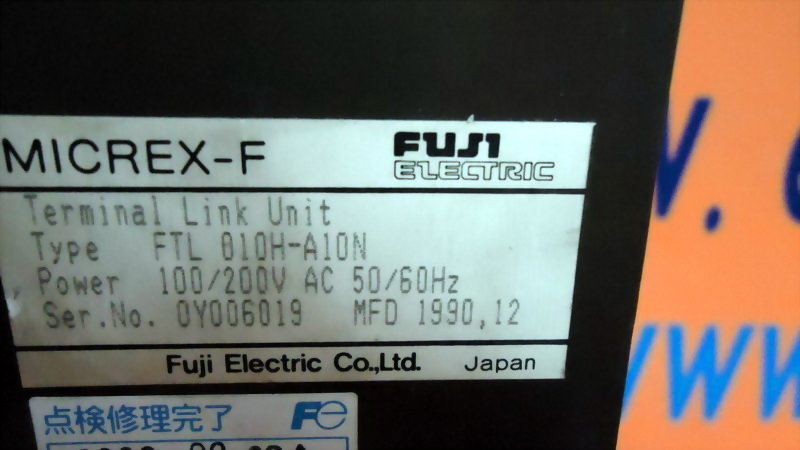 MICREX-F
FUJI
ELECTRIC
Terminal Link Unit
Type FTL 010H-A10N
Power 100/200V AC 50/60Hz
Ser.No. 0Y006019 MFD 1990,12
Fuji Electric Co.,Ltd. Japan
点検修理完了 Fe